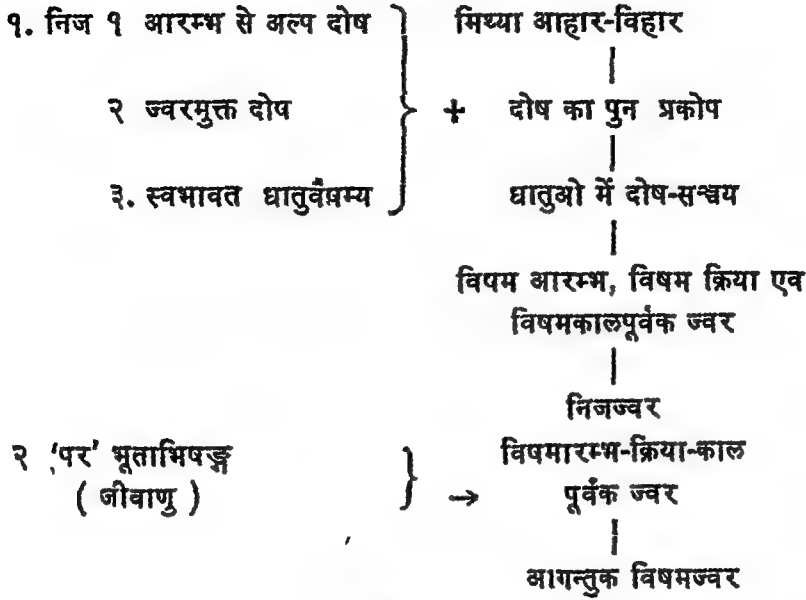 १. निज १ आरम्भ से अल्प दोष
मिथ्या आहार-विहार
२ ज्वरमुक्त दोष
+ दोष का पुन प्रकोप
३. स्वभावत धातुवैषम्य
धातुओ में दोष-सञ्चय
विषम आरम्भ, विषम क्रिया एव
विषमकालपूर्वक ज्वर
निजज्वर
२ 'पर' भूताभिषङ्ग
( जीवाणु )
→
विषमारम्भ-क्रिया-काल
पूर्वक ज्वर
आगन्तुक विषमज्वर